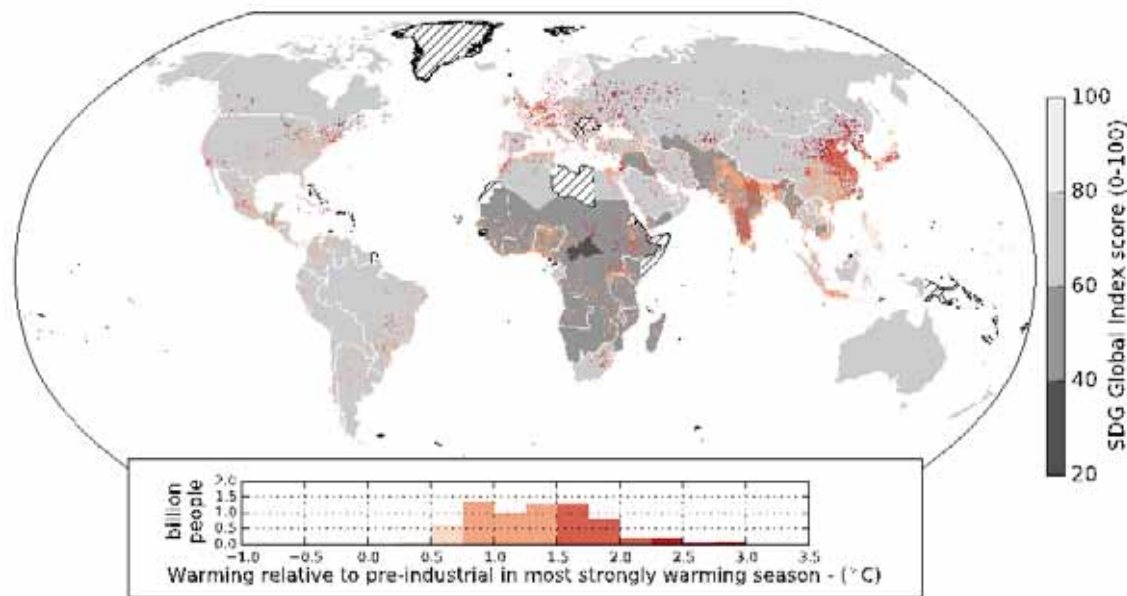 100
80
60
40
20
SDG Global Index score (0-100)
billion
people
2.0
1.5
1.0
0.5
0.0
-1.0 -0.5 0.0 0.5 1.0 1.5 2.0 2.5 3.0 3.5
Warming relative to pre-industrial in most strongly warming season - (°C)